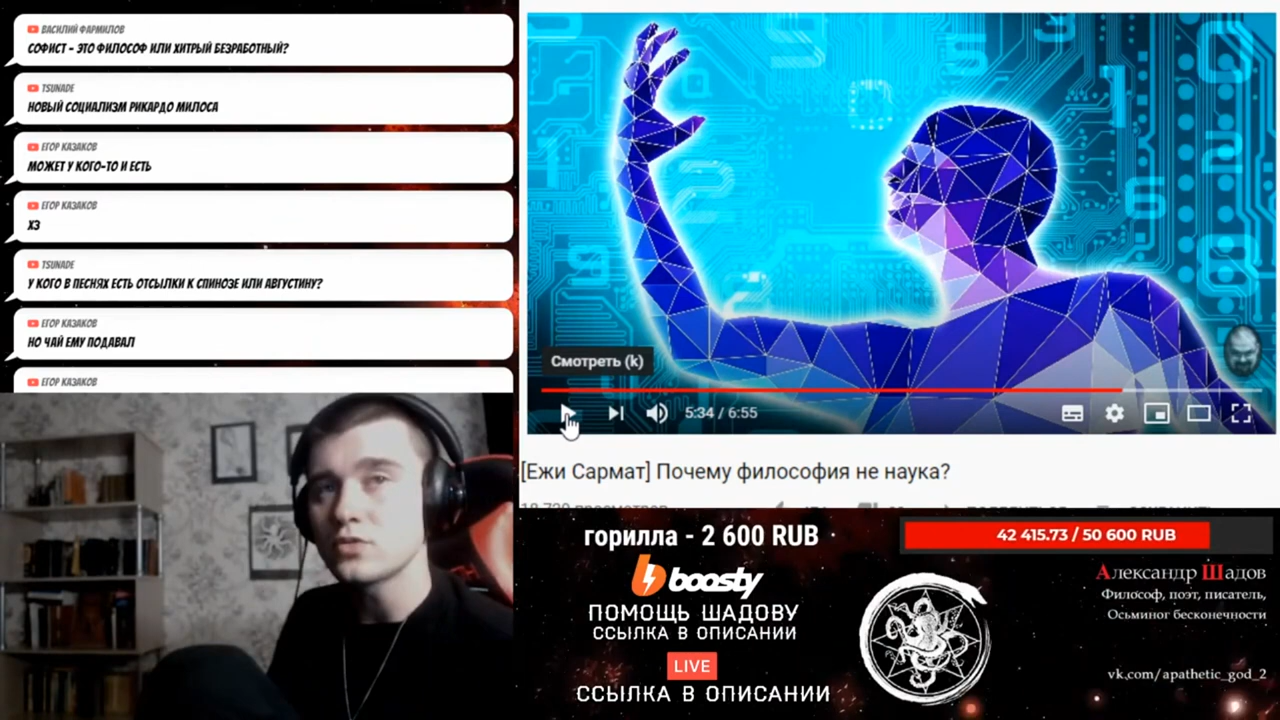 ВАСИЛИЙ ФАРМИЛОВ
СОФИСТ - ЭТО ФИЛОСОФ ИЛИ ХИТРЫЙ БЕЗРАБОТНЫЙ?
TSUNADE
НОВЫЙ СОЦИАЛИЗМ РИКАРДО МИЛОСА
ЕГОР КАЗАКОВ
МОЖЕТ У КОГО-ТО И ЕСТЬ
ЕГОР КАЗАКОВ
ХЗ
TSUNADE
У КОГО В ПЕСНЯХ ЕСТЬ ОТСЫЛКИ К СПИНОЗЕ ИЛИ АВГУСТИНУ?
ЕГОР КАЗАКОВ
НО ЧАЙ ЕМУ ПОДАВАЛ
ЕГОР КАЗАКОВ
Смотреть (k)
5:34 / 6:55
[Ежи Сармат] Почему философия не наука?
горилла - 2 600 RUB
boosty
ПОМОЩЬ ШАДОВУ
ССЫЛКА В ОПИСАНИИ
LIVE
ССЫЛКА В ОПИСАНИИ
42 415.73 / 50 600 RUB
Александр Шадов
Философ, поэт, писатель,
Осьминог бесконечности
vk.com/apathetic_god_2